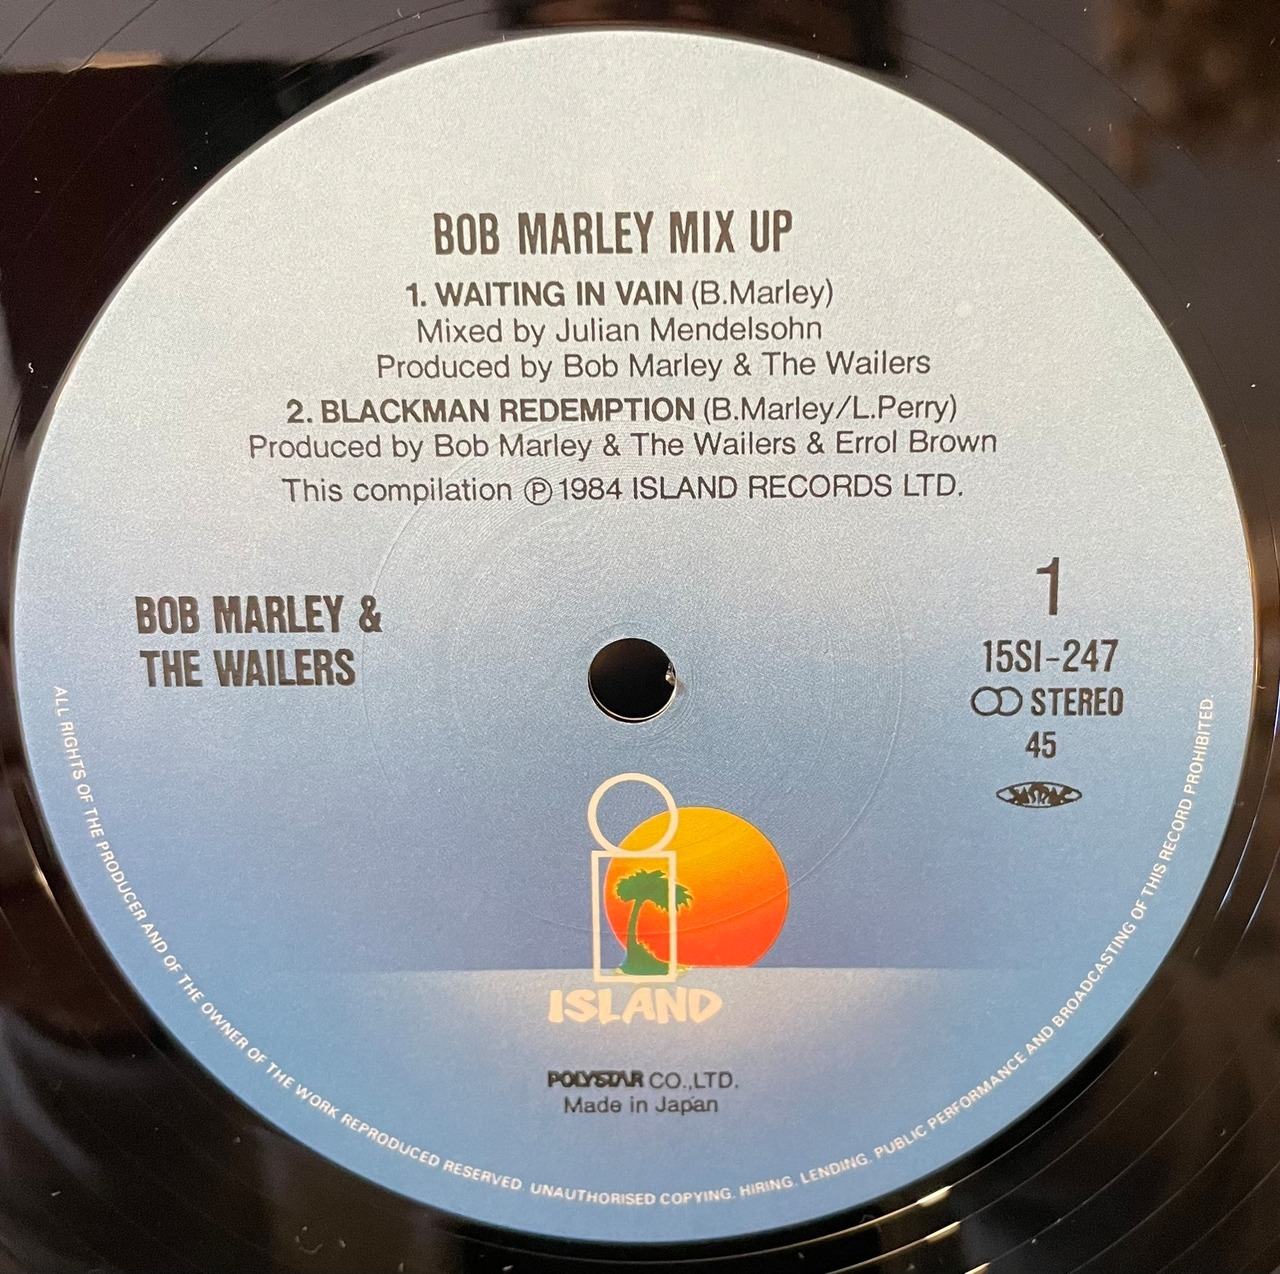 BOB MARLEY MIX UP
1. WAITING IN VAIN (B.Marley)
Mixed by Julian Mendelsohn
Produced by Bob Marley & The Wailers
2. BLACKMAN REDEMPTION (B.Marley/L.Perry)
Produced by Bob Marley & The Wailers & Errol Brown
This compilation ℗ 1984 ISLAND RECORDS LTD.
BOB MARLEY &
THE WAILERS
1
15SI-247
STEREO
45
ISLAND
POLYSTAR CO.,LTD.
Made in Japan
ALL RIGHTS OF THE PRODUCER AND OF THE OWNER OF THE WORK REPRODUCED RESERVED. UNAUTHORISED COPYING. HIRING. LENDING. PUBLIC PERFORMANCE AND BROADCASTING OF THIS RECORD PROHIBITED.